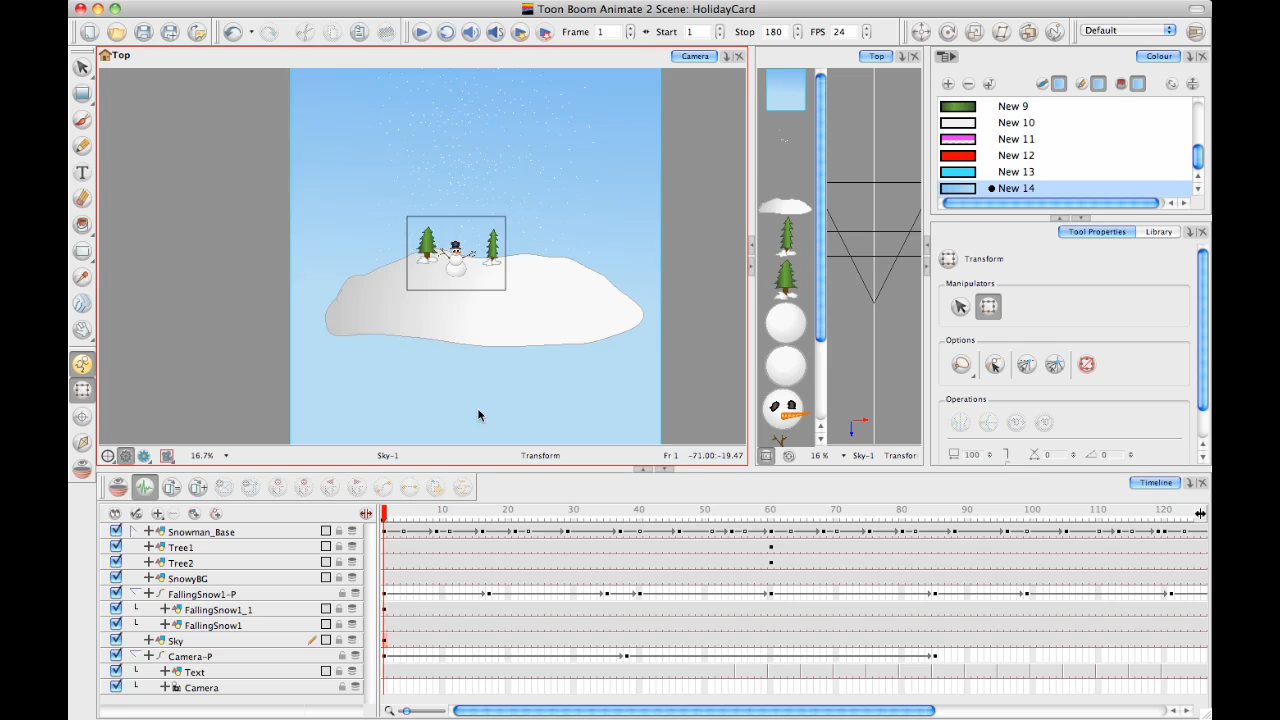 Toon Boom Animate 2 Scene: HolidayCard
Frame 1 Start 1 Stop 180 FPS 24 Default
Top Camera Top Colour
New 9
New 10
New 11
New 12
New 13
New 14
Tool Properties Library
Transform
Manipulators
Options
Operations
100 0 0
16.7% Sky-1 Transform Fr 1 -71.00:-19.47 16 % Sky-1 Transfor
Timeline
10 20 30 40 50 60 70 80 90 100 110 120
Snowman_Base
Tree1
Tree2
SnowyBG
FallingSnow1-P
FallingSnow1_1
FallingSnow1
Sky
Camera-P
Text
Camera